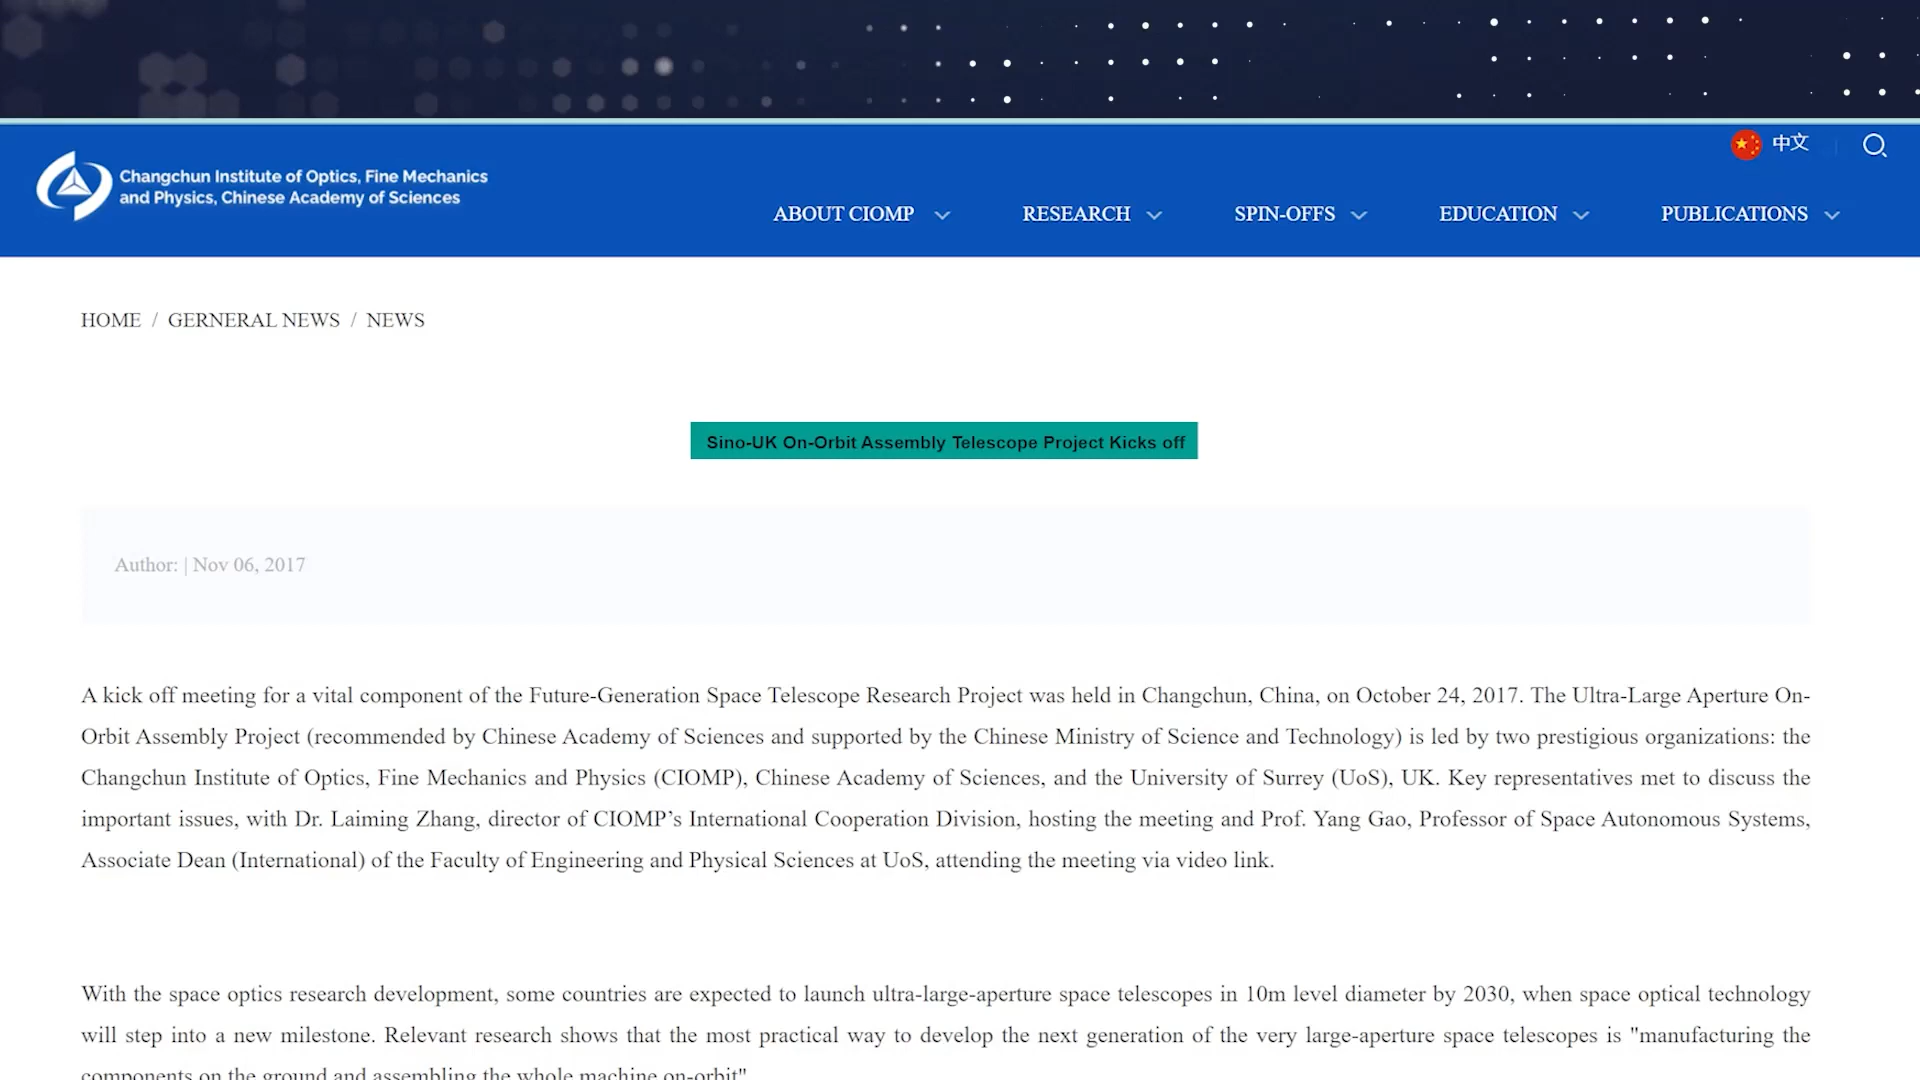 中文
Changchun Institute of Optics, Fine Mechanics
and Physics, Chinese Academy of Sciences
ABOUT CIOMP
RESEARCH
SPIN-OFFS
EDUCATION
PUBLICATIONS
HOME / GERNERAL NEWS / NEWS
Sino-UK On-Orbit Assembly Telescope Project Kicks off
Author: | Nov 06, 2017
A kick off meeting for a vital component of the Future-Generation Space Telescope Research Project was held in Changchun, China, on October 24, 2017. The Ultra-Large Aperture On-
Orbit Assembly Project (recommended by Chinese Academy of Sciences and supported by the Chinese Ministry of Science and Technology) is led by two prestigious organizations: the
Changchun Institute of Optics, Fine Mechanics and Physics (CIOMP), Chinese Academy of Sciences, and the University of Surrey (UoS), UK. Key representatives met to discuss the
important issues, with Dr. Laiming Zhang, director of CIOMP’s International Cooperation Division, hosting the meeting and Prof. Yang Gao, Professor of Space Autonomous Systems,
Associate Dean (International) of the Faculty of Engineering and Physical Sciences at UoS, attending the meeting via video link.
With the space optics research development, some countries are expected to launch ultra-large-aperture space telescopes in 10m level diameter by 2030, when space optical technology
will step into a new milestone. Relevant research shows that the most practical way to develop the next generation of the very large-aperture space telescopes is "manufacturing the
components on the ground and assembling the whole machine on-orbit"